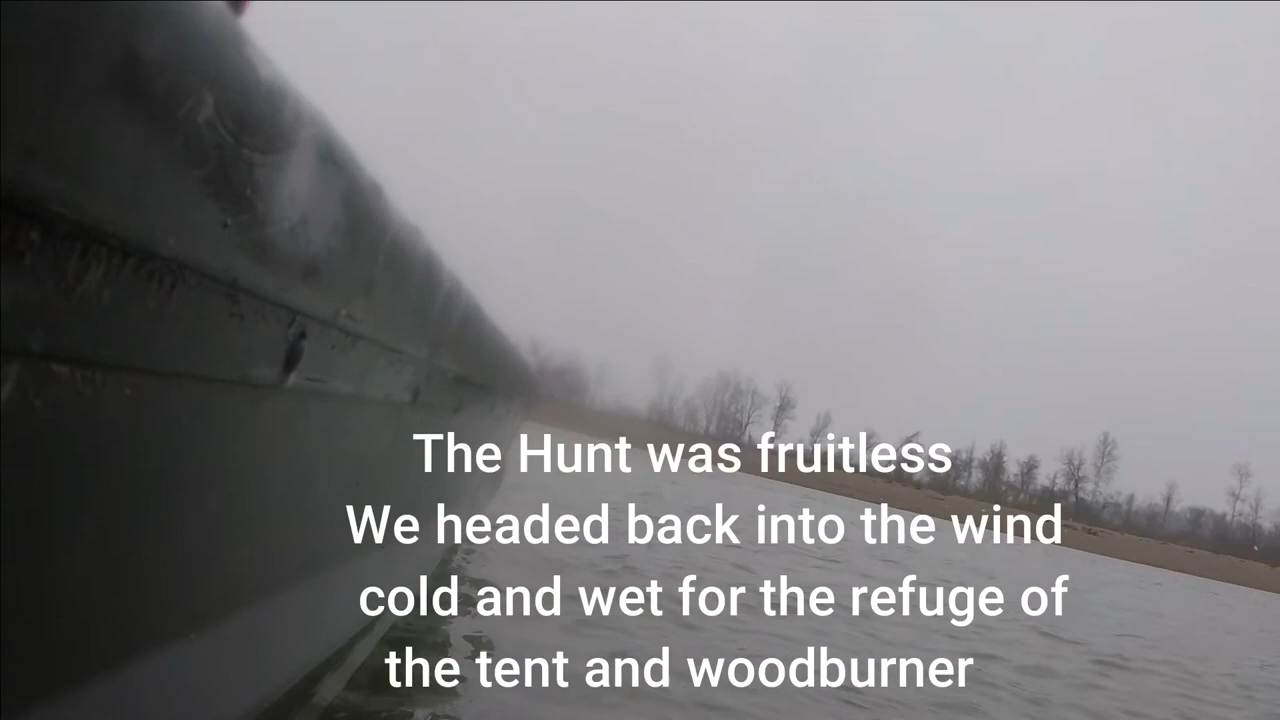 The Hunt was fruitless
We headed back into the wind
cold and wet for the refuge of
the tent and woodburner